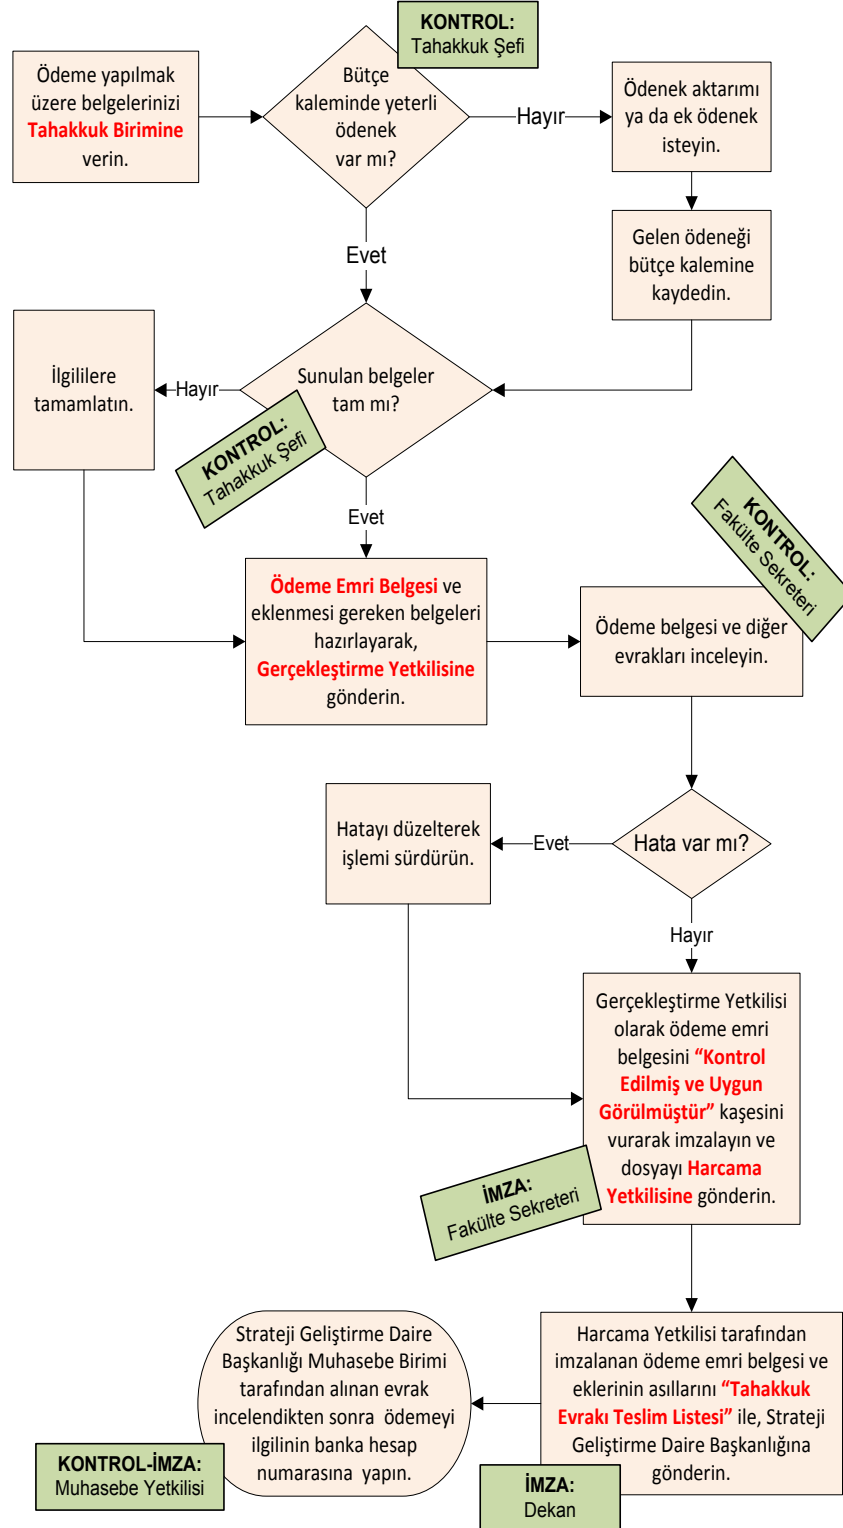 KONTROL:
Tahakkuk Şefi
Ödeme yapılmak
üzere belgelerinizi
Tahakkuk Birimine
verin.
Bütçe
kaleminde yeterli
ödenek
var mı?
Hayır
Ödenek aktarımı
ya da ek ödenek
isteyin.
Gelen ödeneği
bütçe kalemine
kaydedin.
Evet
Sunulan belgeler
tam mı?
Hayır
İlgililere
tamamlatın.
KONTROL:
Tahakkuk Şefi
Evet
Ödeme Emri Belgesi ve
eklenmesi gereken belgeleri
hazırlayarak,
Gerçekleştirme Yetkilisine
gönderin.
KONTROL:
Fakülte Sekreteri
Ödeme belgesi ve diğer
evrakları inceleyin.
Hata var mı?
Evet
Hatayı düzelterek
işlemi sürdürün.
Hayır
Gerçekleştirme Yetkilisi
olarak ödeme emri
belgesini “Kontrol
Edilmiş ve Uygun
Görülmüştür” kaşesini
vurarak imzalayın ve
dosyayı Harcama
Yetkilisine gönderin.
İMZA:
Fakülte Sekreteri
Harcama Yetkilisi tarafından
imzalanan ödeme emri belgesi ve
eklerinin asıllarını “Tahakkuk
Evrakı Teslim Listesi” ile, Strateji
Geliştirme Daire Başkanlığına
gönderin.
İMZA:
Dekan
Strateji Geliştirme Daire
Başkanlığı Muhasebe Birimi
tarafından alınan evrak
incelendikten sonra ödemeyi
ilgilinin banka hesap
numarasına yapın.
KONTROL-İMZA:
Muhasebe Yetkilisi